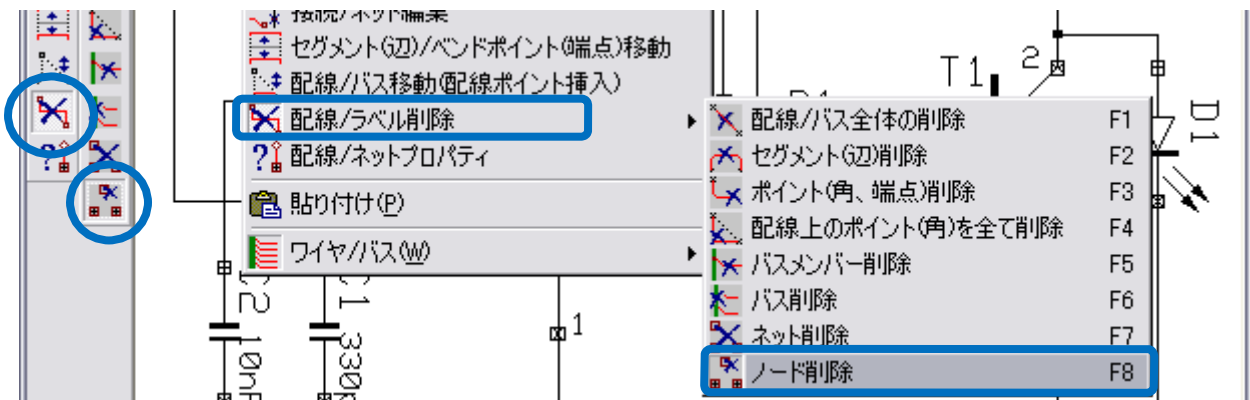 接続/ネット編集
セグメント(辺)/ベンドポイント(端点)移動
配線/バス移動(配線ポイント挿入)
配線/ラベル削除
配線/ネットプロパティ
貼り付け(P)
ワイヤ/バス(W)
配線/バス全体の削除 F1
セグメント(辺)削除 F2
ポイント(角、端点)削除 F3
配線上のポイント(角)を全て削除 F4
バスメンバー削除 F5
バス削除 F6
ネット削除 F7
ノード削除 F8
T1
2
D1
1
C2
10n
C1
330